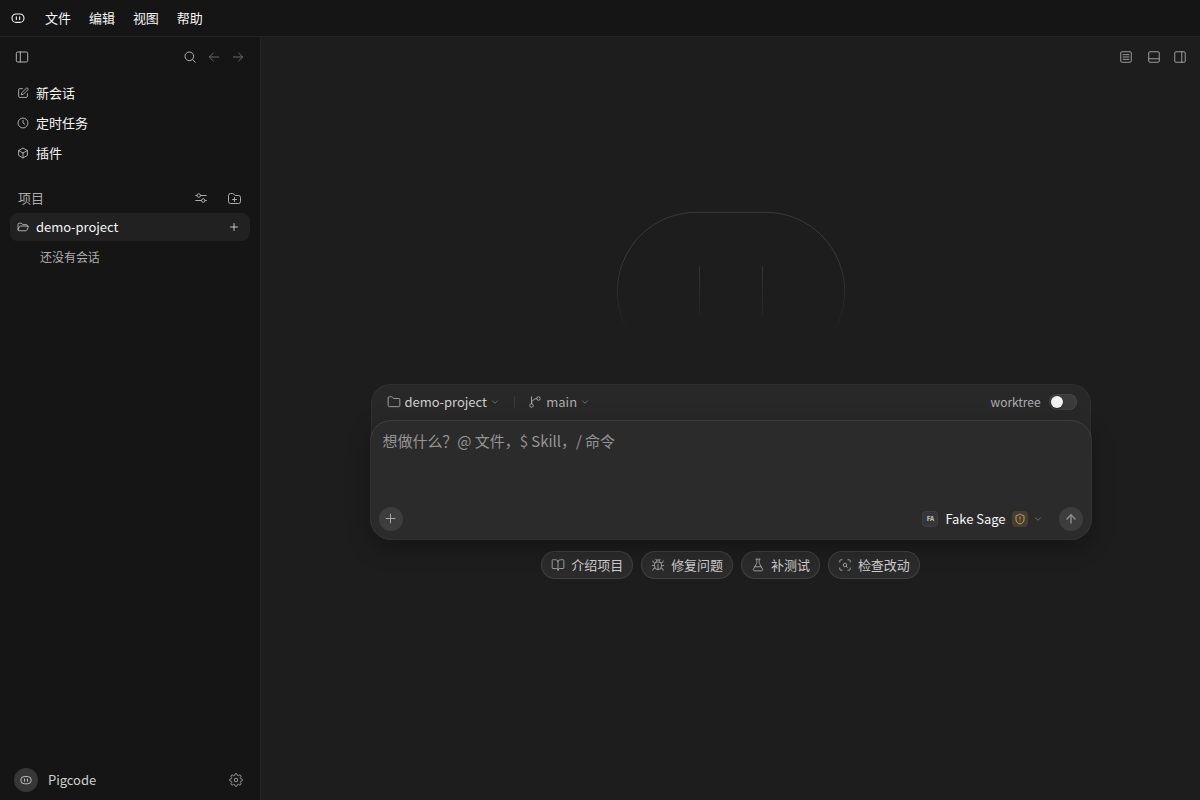 文件 编辑 视图 帮助
新会话
定时任务
插件
项目
demo-project
还没有会话
demo-project main worktree
想做什么？@ 文件，$ Skill，/ 命令
FA Fake Sage
介绍项目 修复问题 补测试 检查改动
Pigcode